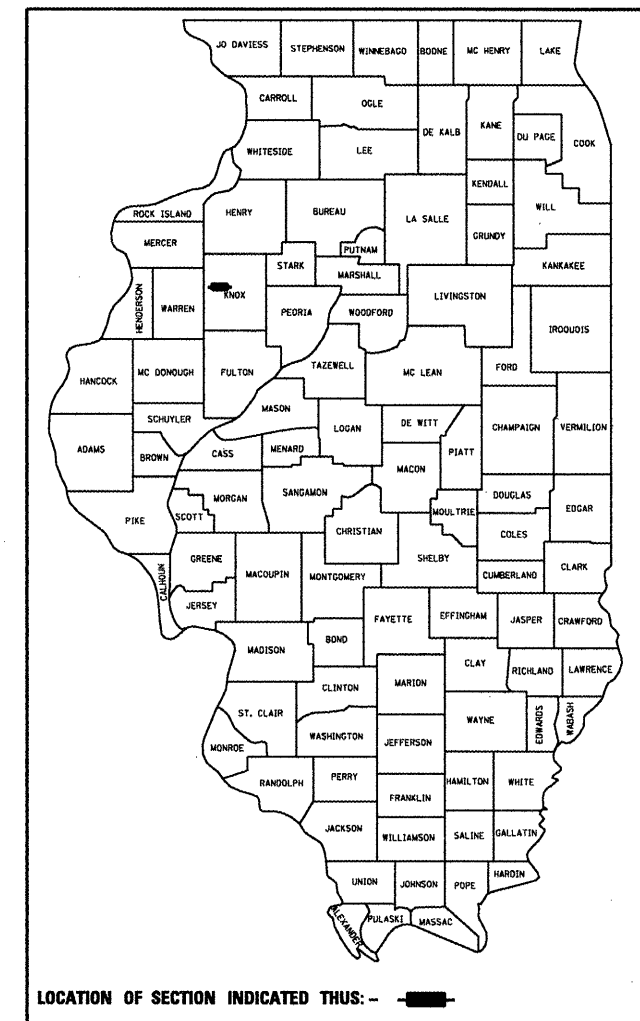 JO DAVIESS STEPHENSON WINNEBAGO BOONE MC HENRY LAKE
CARROLL OGLE DE KALB KANE DU PAGE COOK
WHITESIDE LEE KENDALL WILL
ROCK ISLAND HENRY BUREAU LA SALLE GRUNDY
MERCER PUTNAM KANKAKEE
HENDERSON WARREN KNOX STARK MARSHALL LIVINGSTON
PEORIA WOODFORD IROQUOIS
HANCOCK MC DONOUGH FULTON TAZEWELL MC LEAN FORD
SCHUYLER MASON LOGAN DE WITT CHAMPAIGN VERMILION
ADAMS BROWN CASS MENARD MACON PIATT
PIKE SCOTT MORGAN SANGAMON MOULTRIE DOUGLAS EDGAR
CHRISTIAN COLES
CALHOUN GREENE MACOUPIN MONTGOMERY SHELBY CUMBERLAND CLARK
JERSEY FAYETTE EFFINGHAM JASPER CRAWFORD
MADISON BOND CLAY RICHLAND LAWRENCE
CLINTON MARION
ST. CLAIR WAYNE EDWARDS WABASH
MONROE WASHINGTON JEFFERSON
RANDOLPH PERRY HAMILTON WHITE
FRANKLIN
JACKSON WILLIAMSON SALINE GALLATIN
UNION JOHNSON POPE HARDIN
ALEXANDER PULASKI MASSAC
LOCATION OF SECTION INDICATED THUS: -